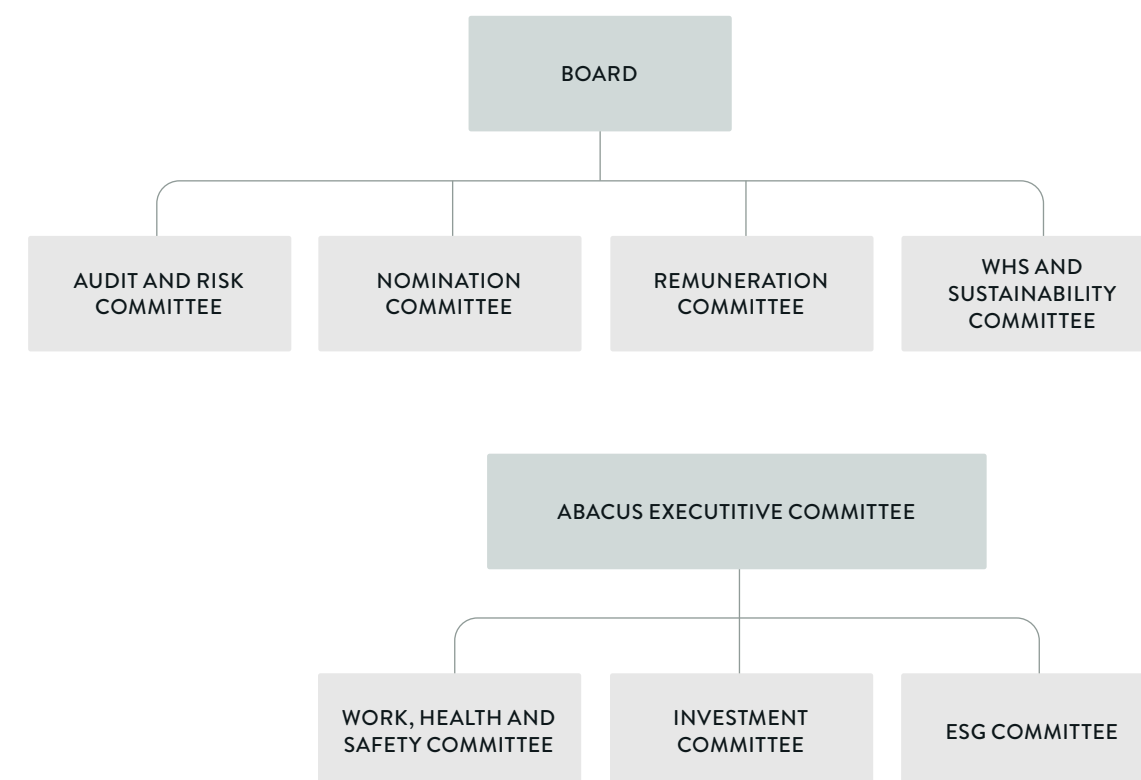 BOARD
AUDIT AND RISK
COMMITTEE
NOMINATION
COMMITTEE
REMUNERATION
COMMITTEE
WHS AND
SUSTAINABILITY
COMMITTEE
ABACUS EXECUTITIVE COMMITTEE
WORK, HEALTH AND
SAFETY COMMITTEE
INVESTMENT
COMMITTEE
ESG COMMITTEE